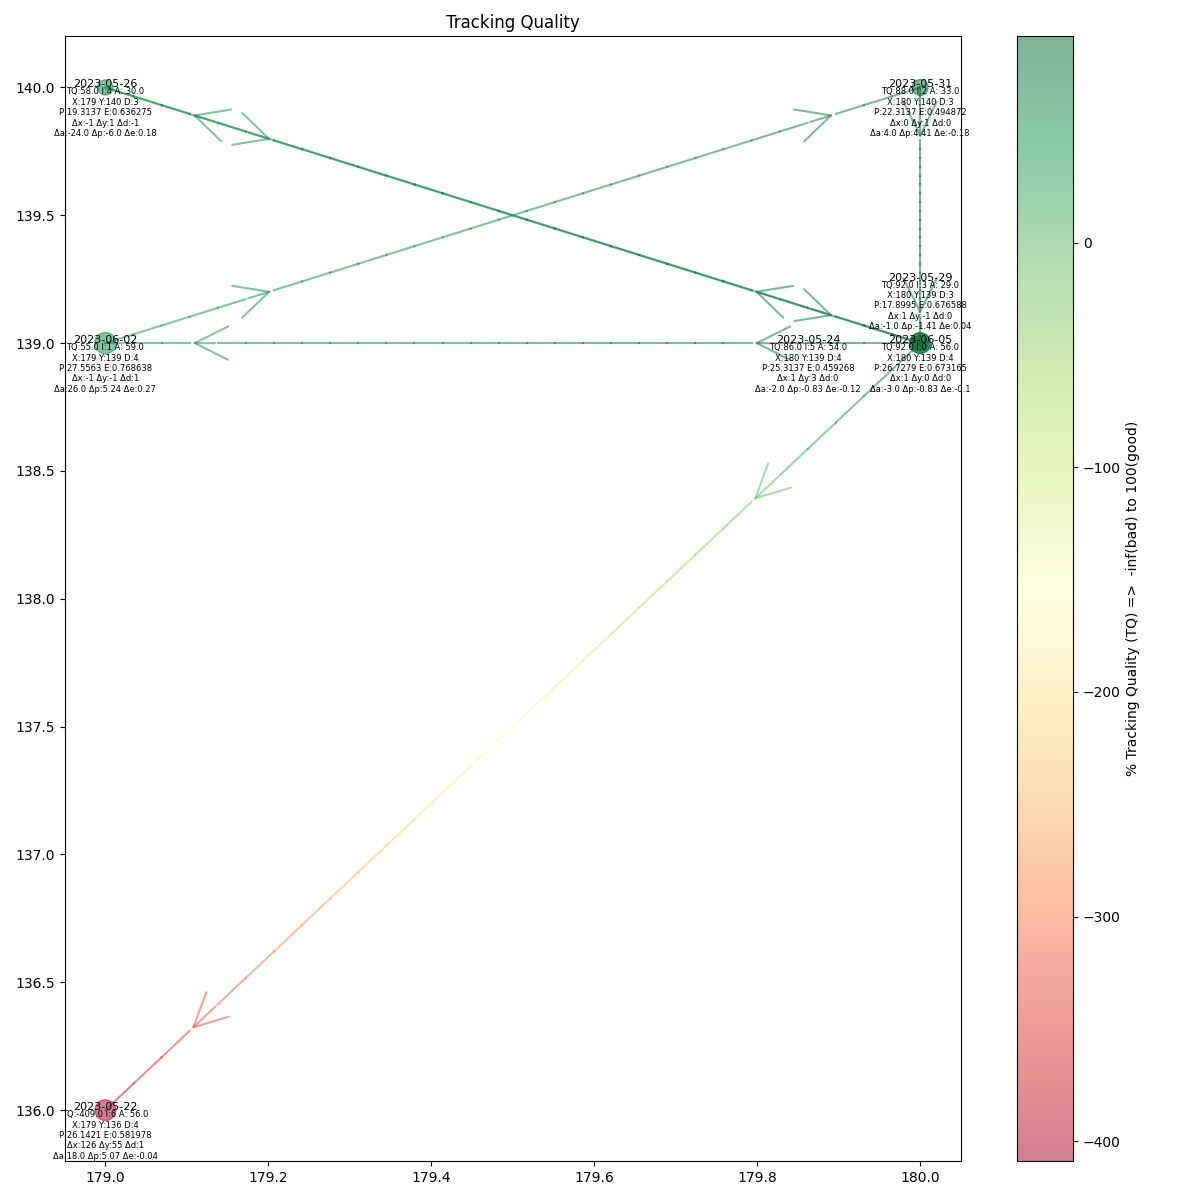 Tracking Quality
140.0
139.5
139.0
138.5
138.0
137.5
137.0
136.5
136.0
179.0
179.2
179.4
179.6
179.8
180.0
2023-05-26
TQ:58.0 I:4 A: 30.0
X:179 Y:140 D:3
P:19.3137 E:0.636275
Δx:-1 Δy:1 Δd:-1
Δa:-24.0 Δp:-6.0 Δe:0.18
2023-05-31
TQ:88.0 I:2 A: 33.0
X:180 Y:140 D:3
P:22.3137 E:0.494872
Δx:0 Δy:1 Δd:0
Δa:4.0 Δp:4.41 Δe:-0.18
2023-05-29
TQ:92.0 I:3 A: 29.0
X:180 Y:139 D:3
P:17.8995 E:0.676588
Δx:1 Δy:-1 Δd:0
Δa:-1.0 Δp:-1.41 Δe:0.04
2023-06-02
TQ:55.0 I:1 A: 59.0
X:179 Y:139 D:4
P:27.5563 E:0.768638
Δx:-1 Δy:-1 Δd:1
Δa:26.0 Δp:5.24 Δe:0.27
2023-05-24
TQ:86.0 I:5 A: 54.0
X:180 Y:139 D:4
P:25.3137 E:0.459268
Δx:1 Δy:3 Δd:0
Δa:-2.0 Δp:-0.83 Δe:-0.12
2023-06-05
TQ:92.0 I:0 A: 56.0
X:180 Y:139 D:4
P:26.7279 E:0.673165
Δx:1 Δy:0 Δd:0
Δa:-3.0 Δp:-0.83 Δe:-0.1
2023-05-22
TQ:-409.0 I:6 A: 56.0
X:179 Y:136 D:4
P:26.1421 E:0.581978
Δx:126 Δy:55 Δd:1
Δa:18.0 Δp:5.07 Δe:-0.04
0
−100
−200
−300
−400
% Tracking Quality (TQ) => -inf(bad) to 100(good)